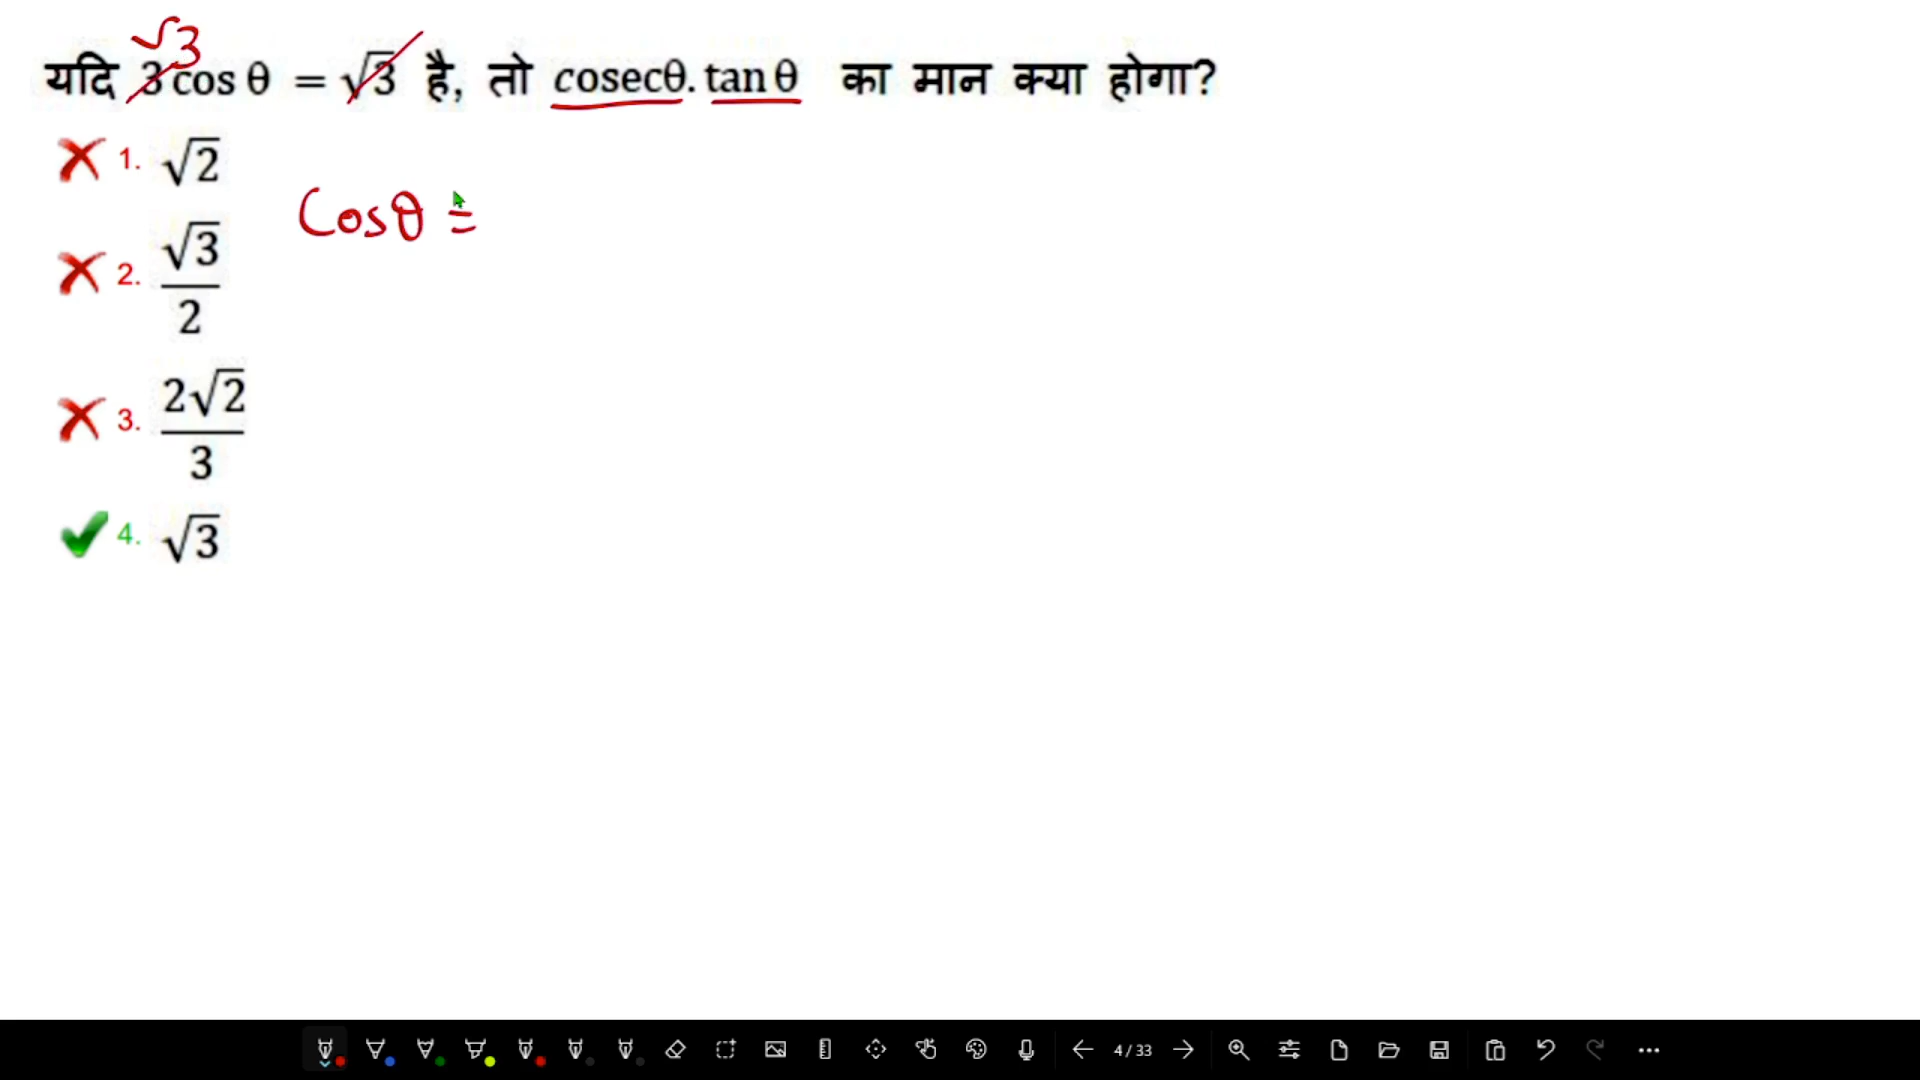 √3
यदि 3 cos θ = √3 है, तो cosecθ. tan θ का मान क्या होगा?
1. √2
Cosθ =
2. √3/2
3. 2√2/3
4. √3
4 / 33